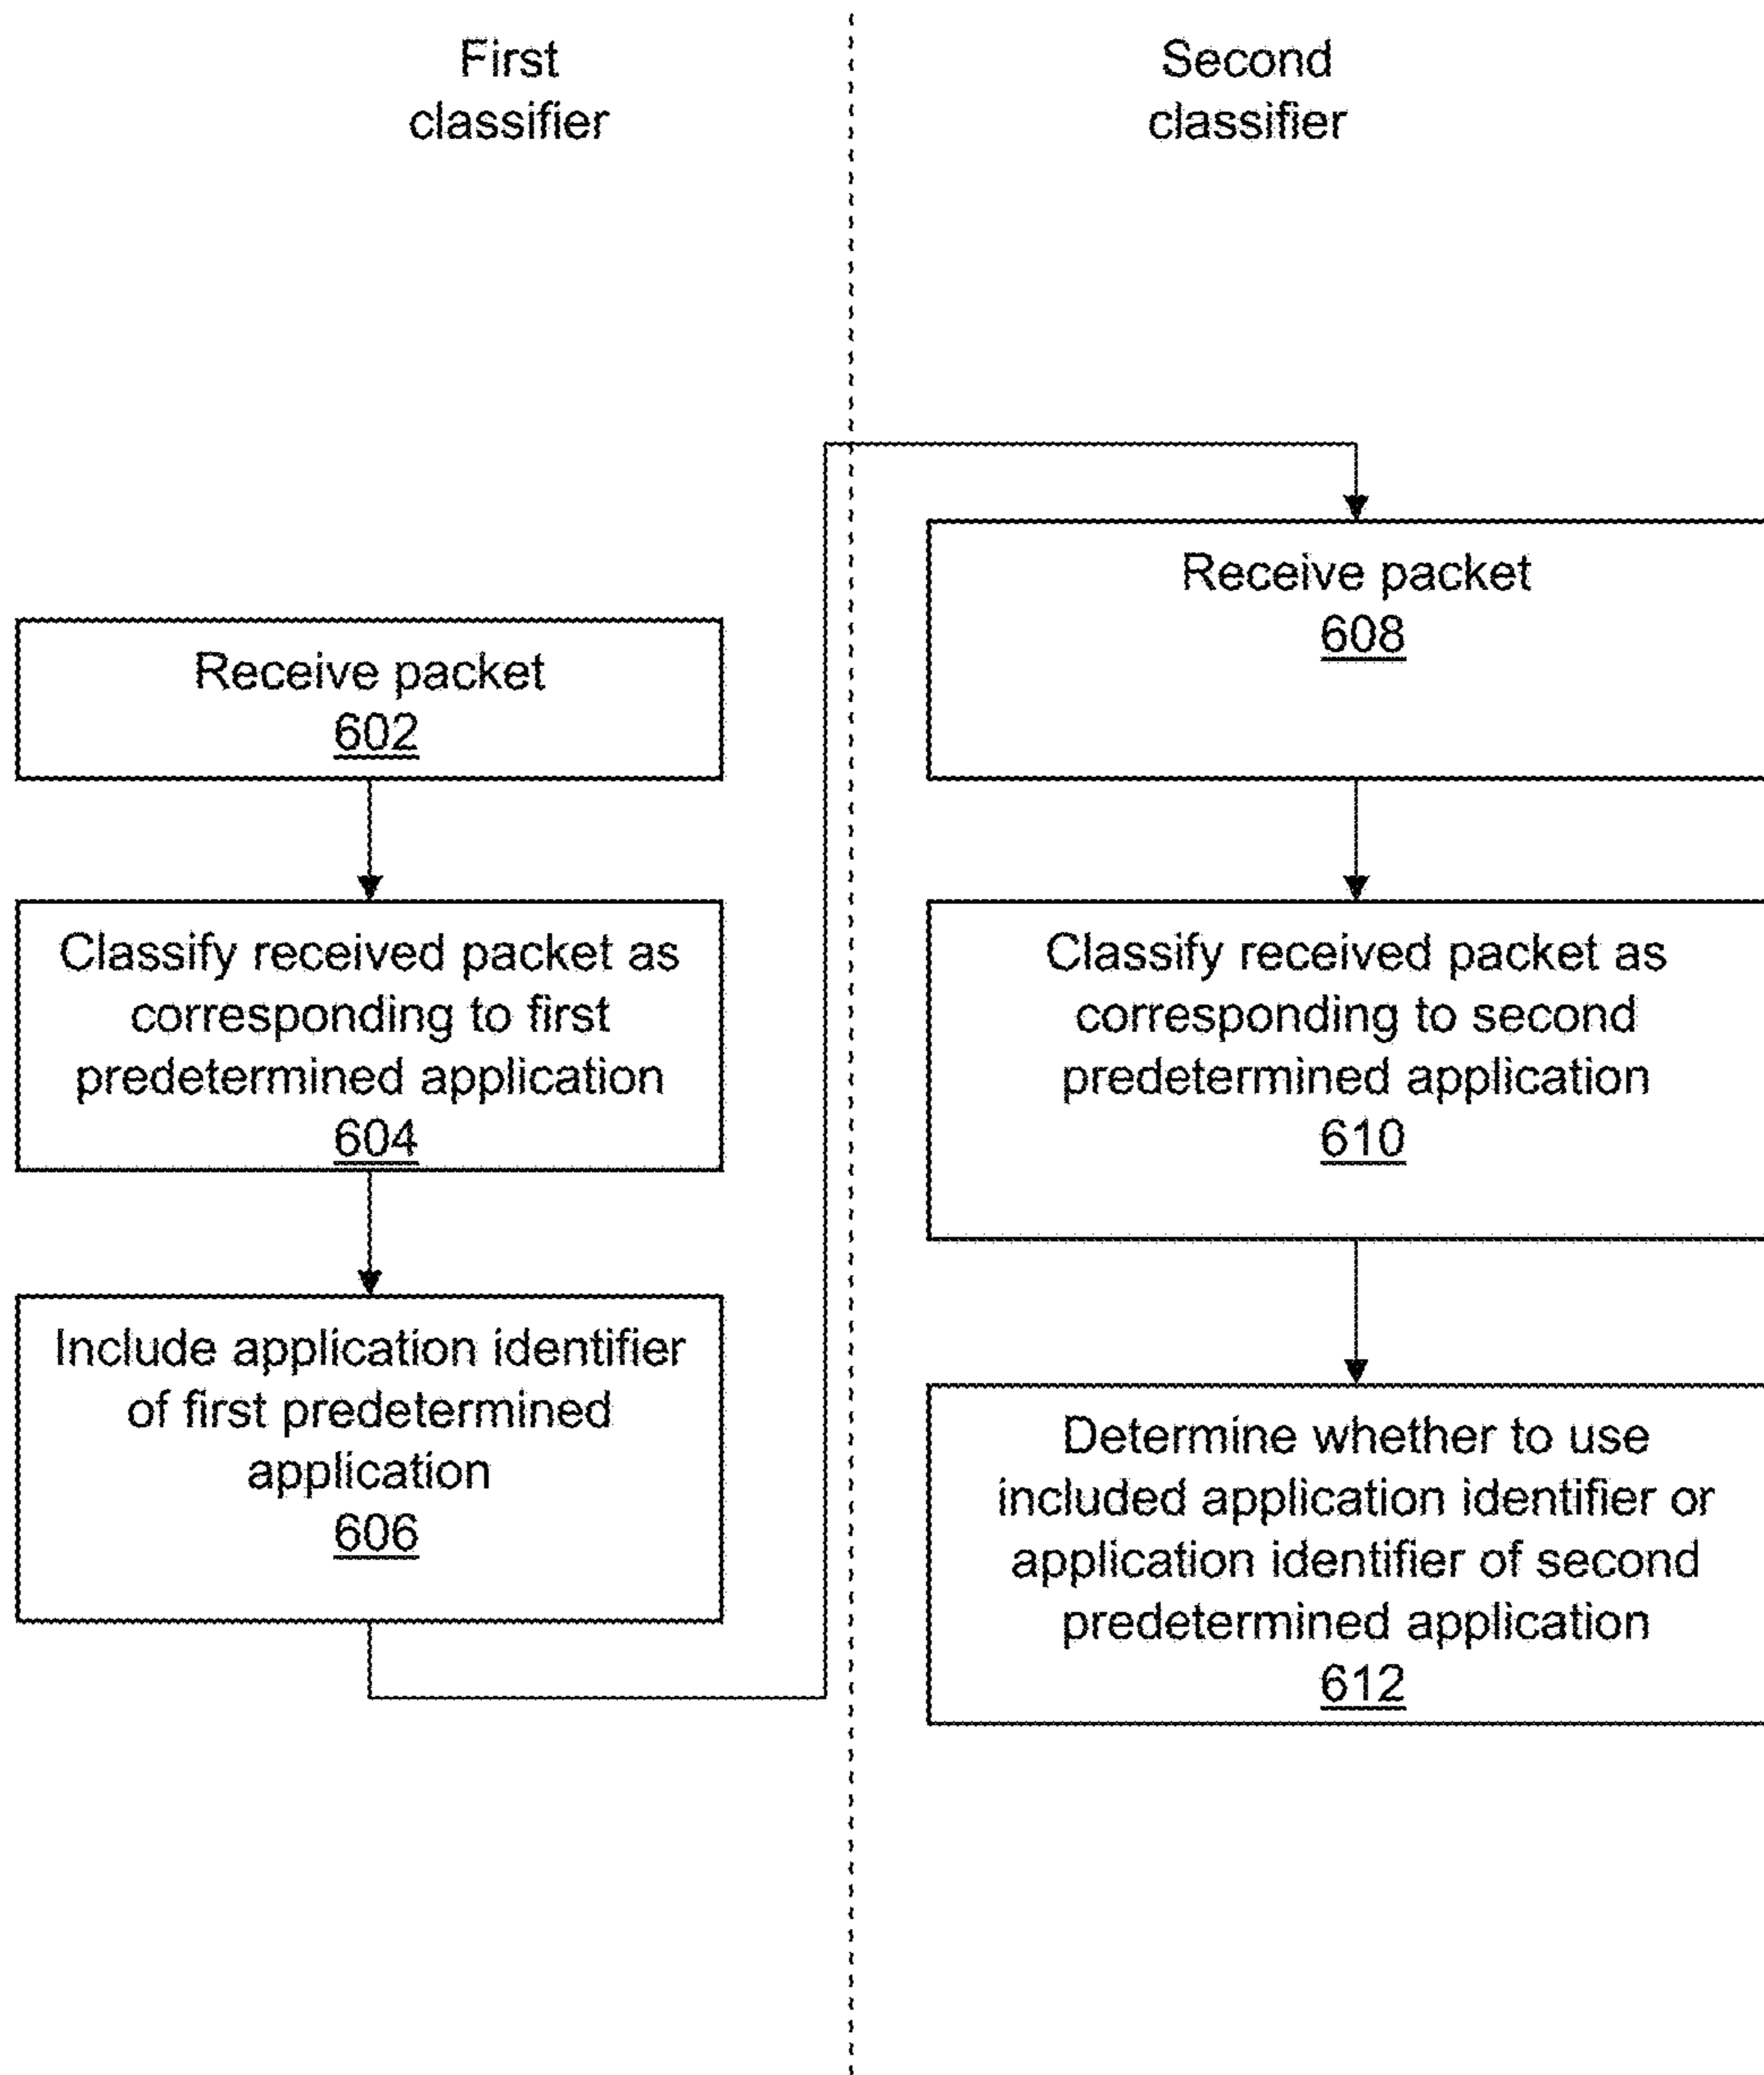 First
classifier
Second
classifier
Receive packet
602
Classify received packet as
corresponding to first
predetermined application
604
Include application identifier
of first predetermined
application
606
Receive packet
608
Classify received packet as
corresponding to second
predetermined application
610
Determine whether to use
included application identifier or
application identifier of second
predetermined application
612